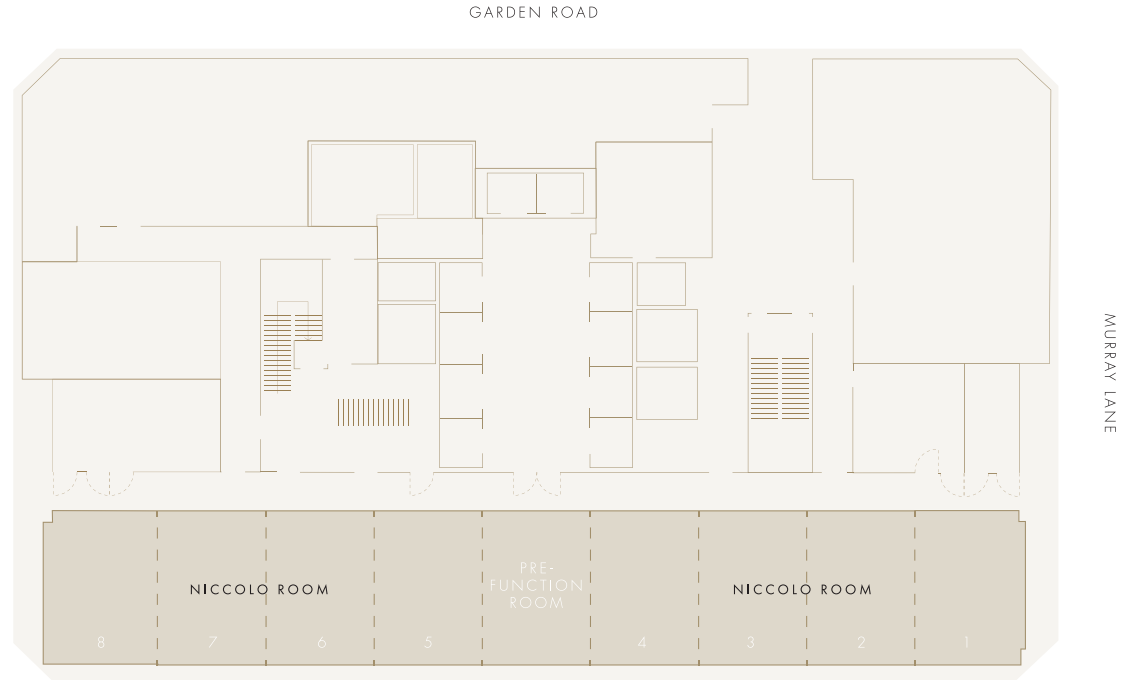 GARDEN ROAD
MURRAY LANE
PRE-
FUNCTION
ROOM
NICCOLO ROOM
NICCOLO ROOM
8 7 6 5 4 3 2 1